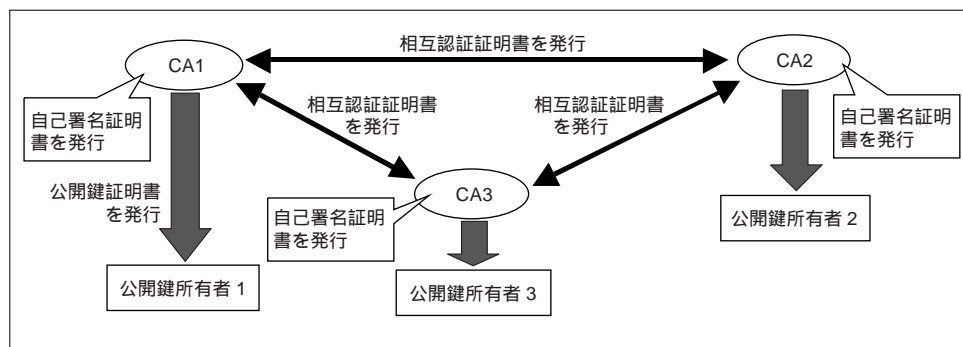 相互認証証明書を発行
CA1
CA2
自己署名証明
書を発行
相互認証証明書
を発行
相互認証証明書
を発行
自己署名証明
書を発行
公開鍵証明書
を発行
CA3
自己署名証明
書を発行
公開鍵所有者 2
公開鍵所有者 1
公開鍵所有者 3